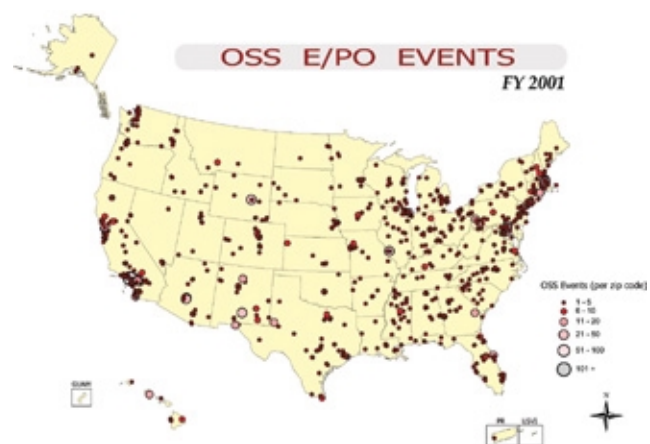 OSS E/PO EVENTS
FY 2001
OSS Events (per zip code)
1 - 5
6 - 10
11 - 20
21 - 50
51 - 100
101 +
GUAM
N
PR
USVI